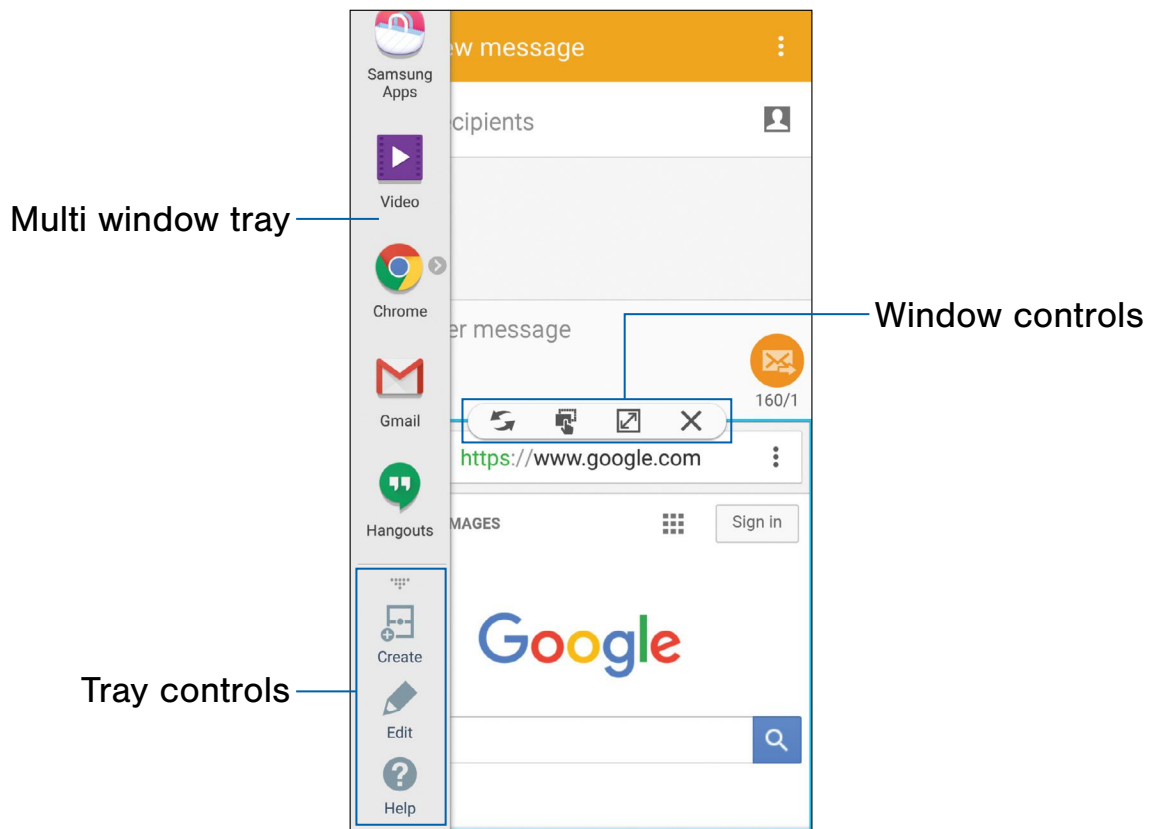 Samsung
Apps
Video
Chrome
Gmail
Hangouts
Create
Edit
Help
ew message
ecipients
er message
160/1
https://www.google.com
MAGES
Sign in
Google
Multi window tray
Tray controls
Window controls